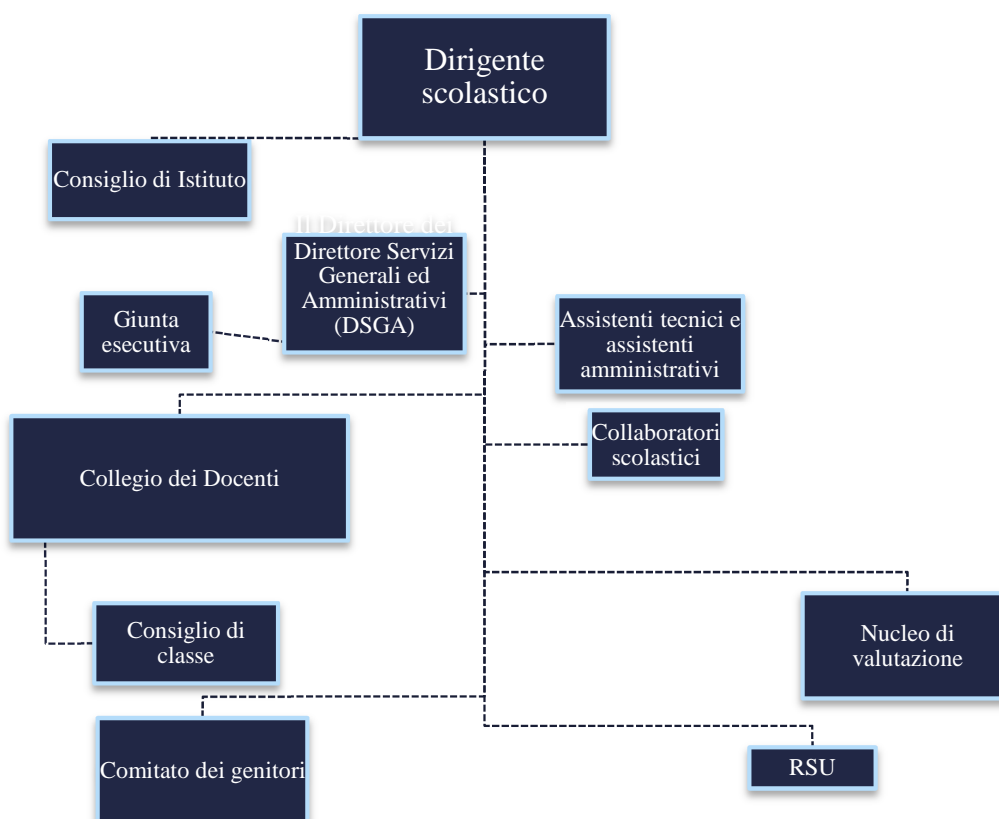 Dirigente
scolastico
Consiglio di Istituto
Il Direttore dei
Direttore Servizi
Generali ed
Amministrativi
(DSGA)
Giunta
esecutiva
Assistenti tecnici e
assistenti
amministrativi
Collaboratori
scolastici
Collegio dei Docenti
Consiglio di
classe
Nucleo di
valutazione
Comitato dei genitori
RSU